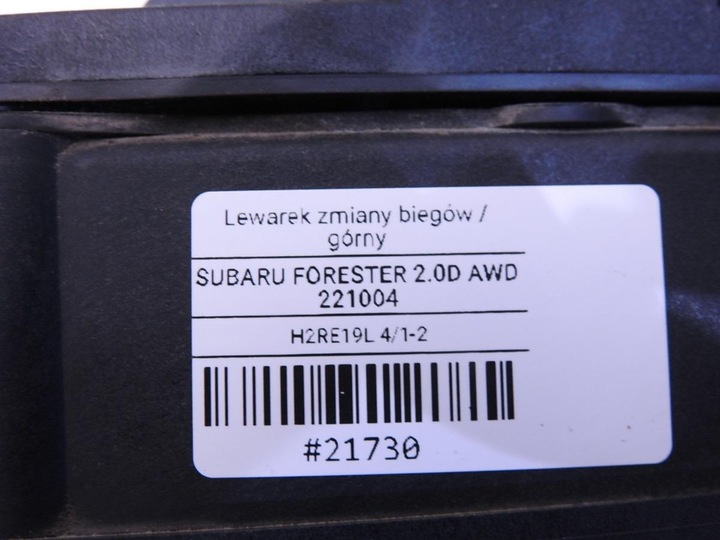 Lewarek zmiany biegów /
górny
SUBARU FORESTER 2.0D AWD
221004
H2RE19L 4/1-2
#21730